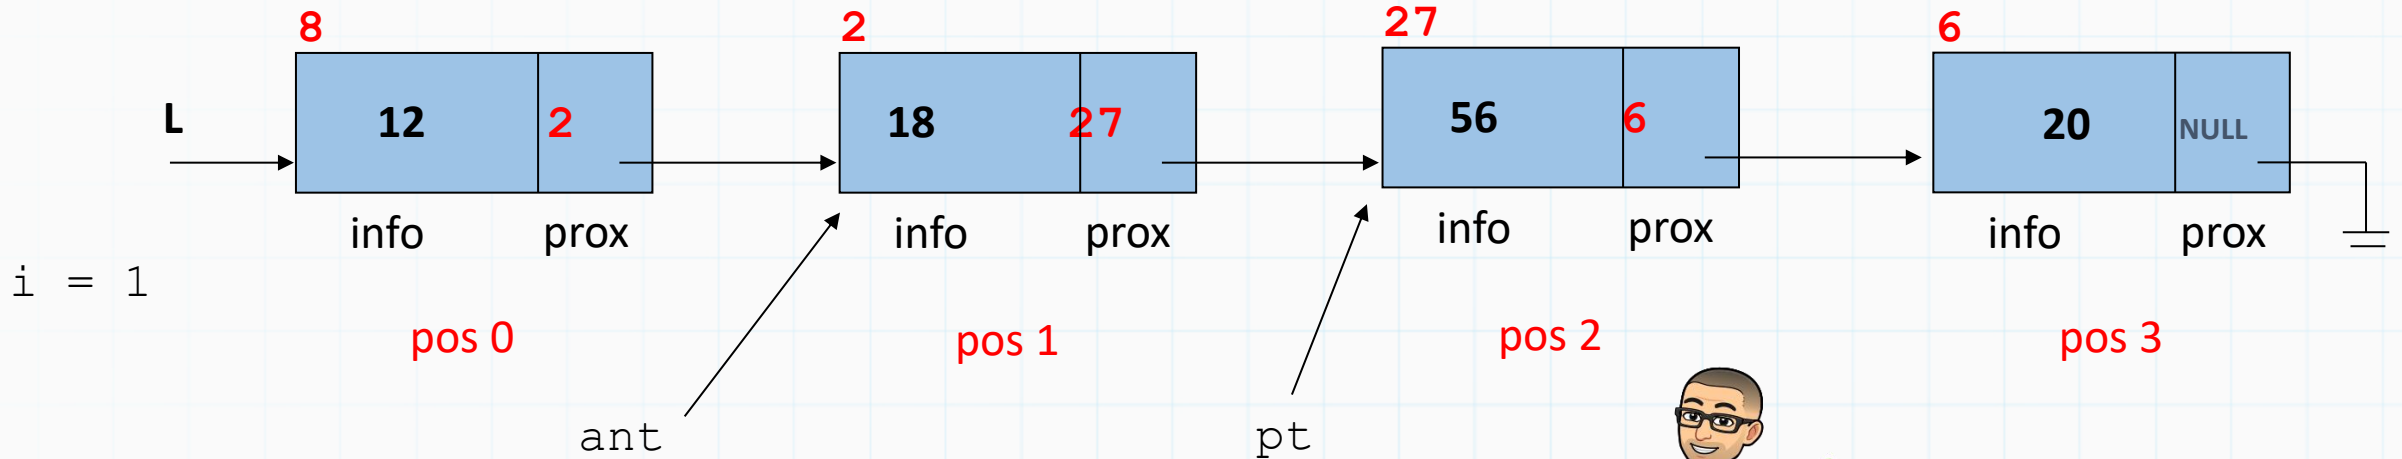 8 2 27 6
L 12 2 18 27 56 6 20 NULL
info prox info prox info prox info prox
i = 1
pos 0 pos 1 pos 2 pos 3
ant pt